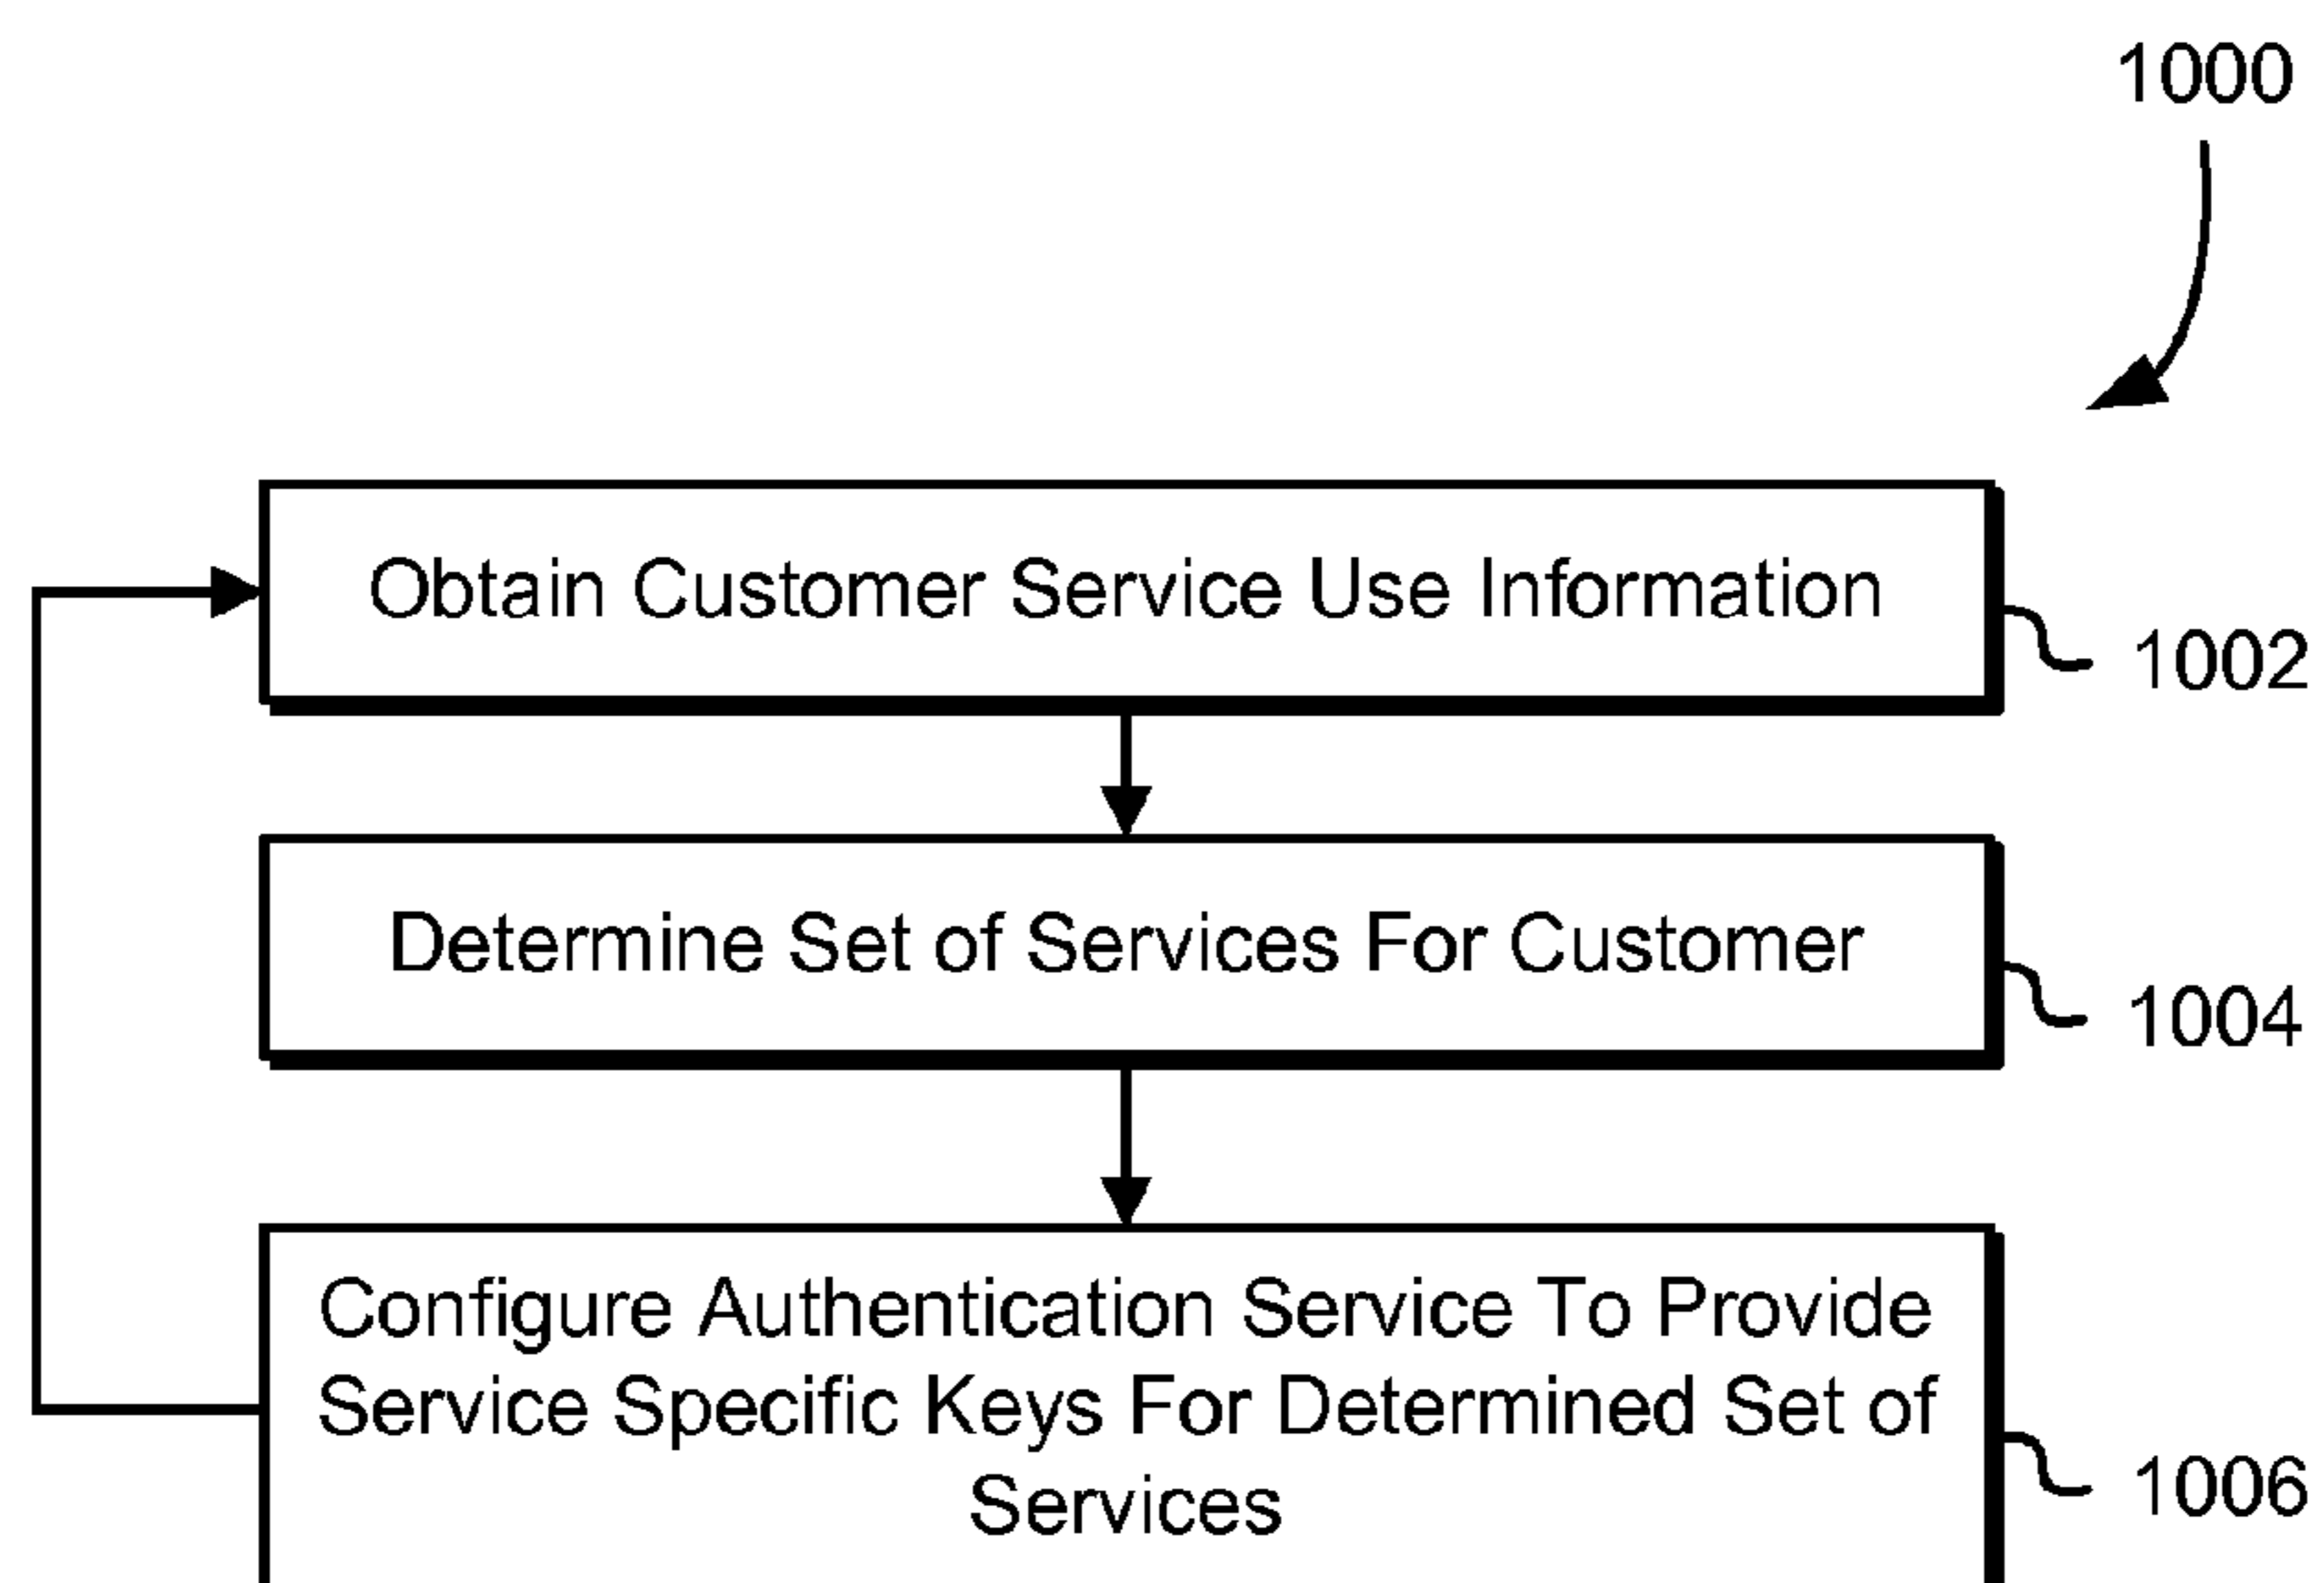 1000
Obtain Customer Service Use Information
1002
Determine Set of Services For Customer
1004
Configure Authentication Service To Provide
Service Specific Keys For Determined Set of
Services
1006